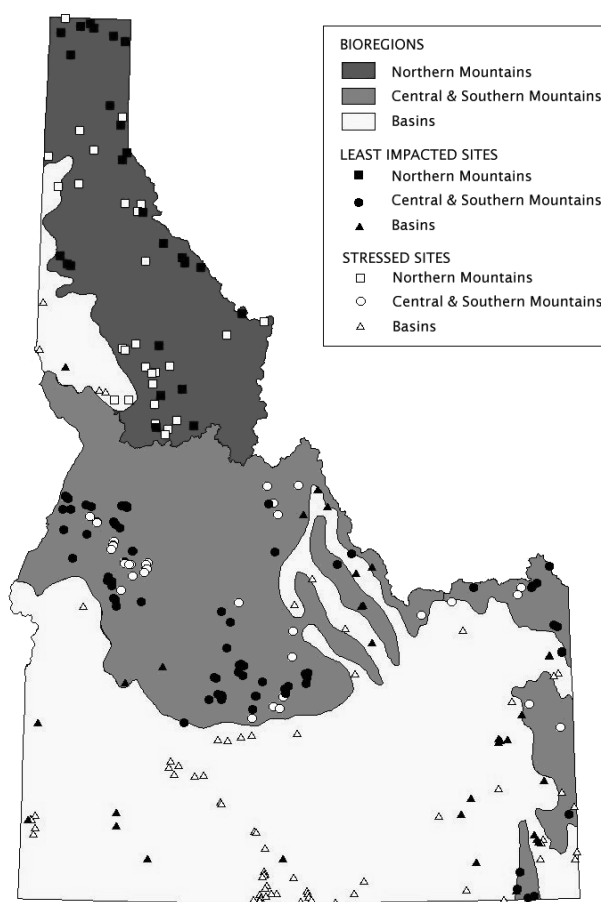 BIOREGIONS
Northern Mountains
Central & Southern Mountains
Basins
LEAST IMPACTED SITES
Northern Mountains
Central & Southern Mountains
Basins
STRESSED SITES
Northern Mountains
Central & Southern Mountains
Basins